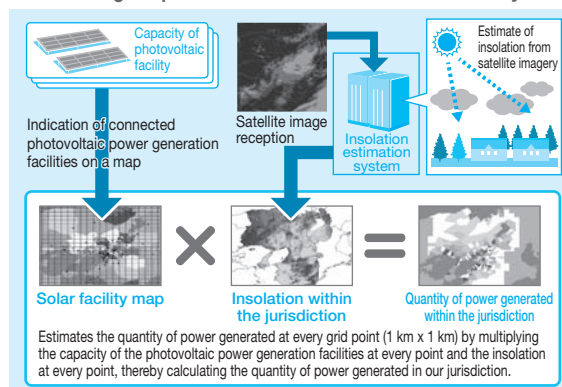 Capacity of
photovoltaic
facility
Estimate of
insolation from
satellite imagery
Indication of connected
photovoltaic power generation
facilities on a map
Satellite image
reception
Insolation
estimation
system
Solar facility map
Insolation within
the jurisdiction
Quantity of power generated
within the jurisdiction
Estimates the quantity of power generated at every grid point (1 km x 1 km) by multiplying
the capacity of the photovoltaic power generation facilities at every point and the insolation
at every point, thereby calculating the quantity of power generated in our jurisdiction.